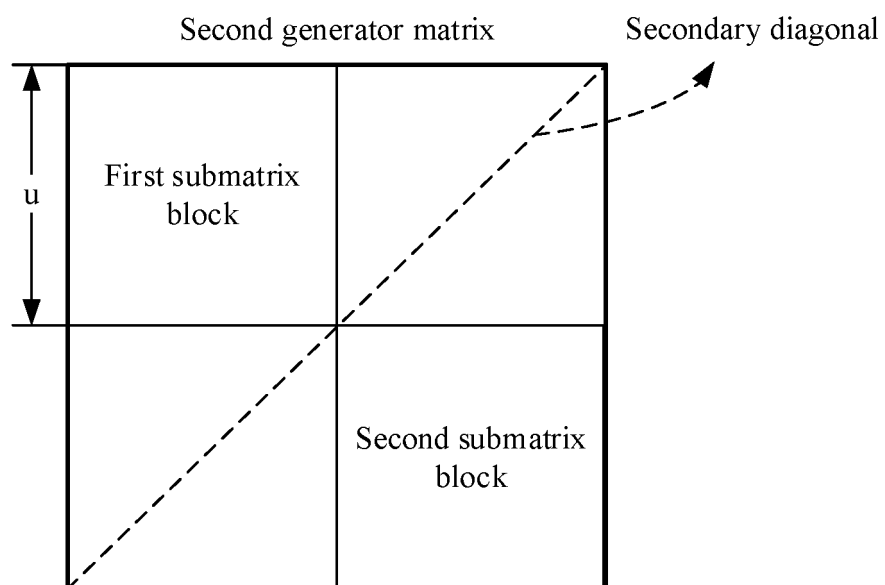 Second generator matrix
Secondary diagonal
First submatrix
block
u
Second submatrix
block